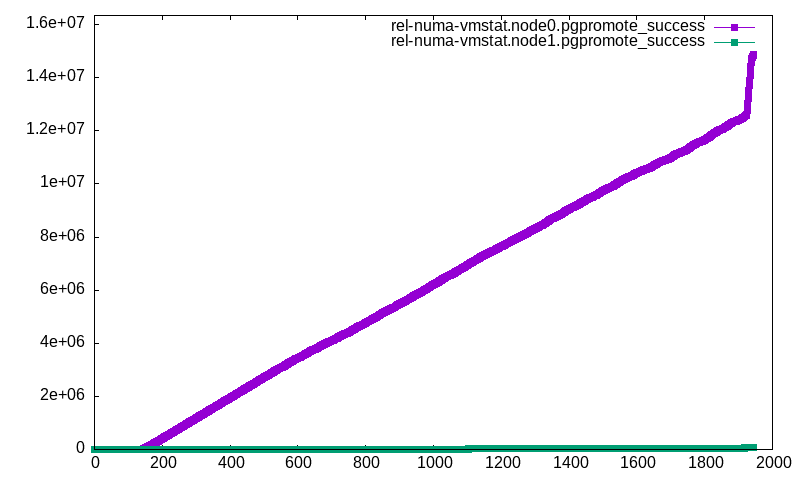 1.6e+07
rel-numa-vmstat.node0.pgpromote_success
rel-numa-vmstat.node1.pgpromote_success
1.4e+07
1.2e+07
1e+07
8e+06
6e+06
4e+06
2e+06
0
0 200 400 600 800 1000 1200 1400 1600 1800 2000